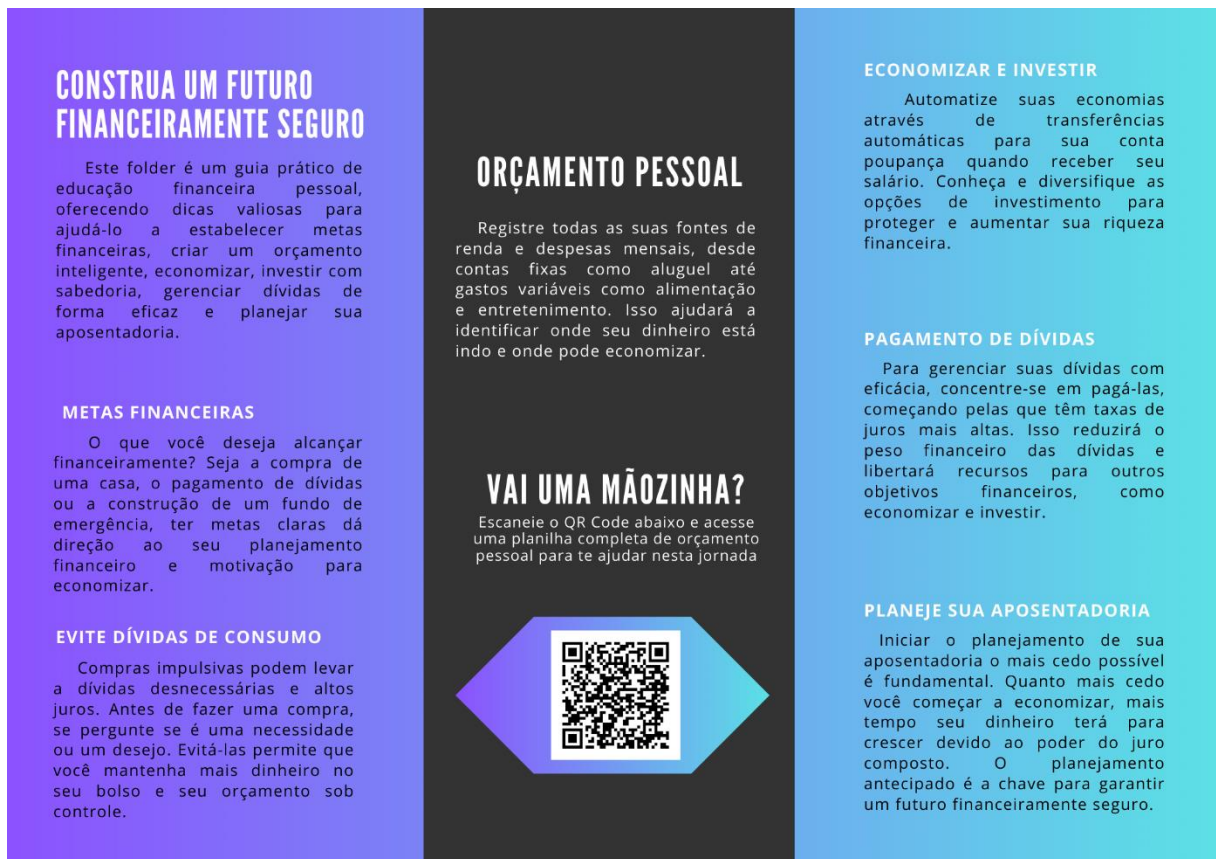 CONSTRUA UM FUTURO
FINANCEIRAMENTE SEGURO
Este folder é um guia prático de
educação financeira pessoal,
oferecendo dicas valiosas para
ajudá-lo a estabelecer metas
financeiras, criar um orçamento
inteligente, economizar, investir com
sabedoria, gerenciar dívidas de
forma eficaz e planejar sua
aposentadoria.
METAS FINANCEIRAS
O que você deseja alcançar
financeiramente? Seja a compra de
uma casa, o pagamento de dívidas
ou a construção de um fundo de
emergência, ter metas claras dá
direção ao seu planejamento
financeiro e motivação para
economizar.
EVITE DÍVIDAS DE CONSUMO
Compras impulsivas podem levar
a dívidas desnecessárias e altos
juros. Antes de fazer uma compra,
se pergunte se é uma necessidade
ou um desejo. Evitá-las permite que
você mantenha mais dinheiro no
seu bolso e seu orçamento sob
controle.
ORÇAMENTO PESSOAL
Registre todas as suas fontes de
renda e despesas mensais, desde
contas fixas como aluguel até
gastos variáveis como alimentação
e entretenimento. Isso ajudará a
identificar onde seu dinheiro está
indo e onde pode economizar.
VAI UMA MÃOZINHA?
Escaneie o QR Code abaixo e acesse
uma planilha completa de orçamento
pessoal para te ajudar nesta jornada
ECONOMIZAR E INVESTIR
Automatize suas economias
através de transferências
automáticas para sua conta
poupança quando receber seu
salário. Conheça e diversifique as
opções de investimento para
proteger e aumentar sua riqueza
financeira.
PAGAMENTO DE DÍVIDAS
Para gerenciar suas dívidas com
eficácia, concentre-se em pagá-las,
começando pelas que têm taxas de
juros mais altas. Isso reduzirá o
peso financeiro das dívidas e
libertará recursos para outros
objetivos financeiros, como
economizar e investir.
PLANEJE SUA APOSENTADORIA
Iniciar o planejamento de sua
aposentadoria o mais cedo possível
é fundamental. Quanto mais cedo
você começar a economizar, mais
tempo seu dinheiro terá para
crescer devido ao poder do juro
composto. O planejamento
antecipado é a chave para garantir
um futuro financeiramente seguro.